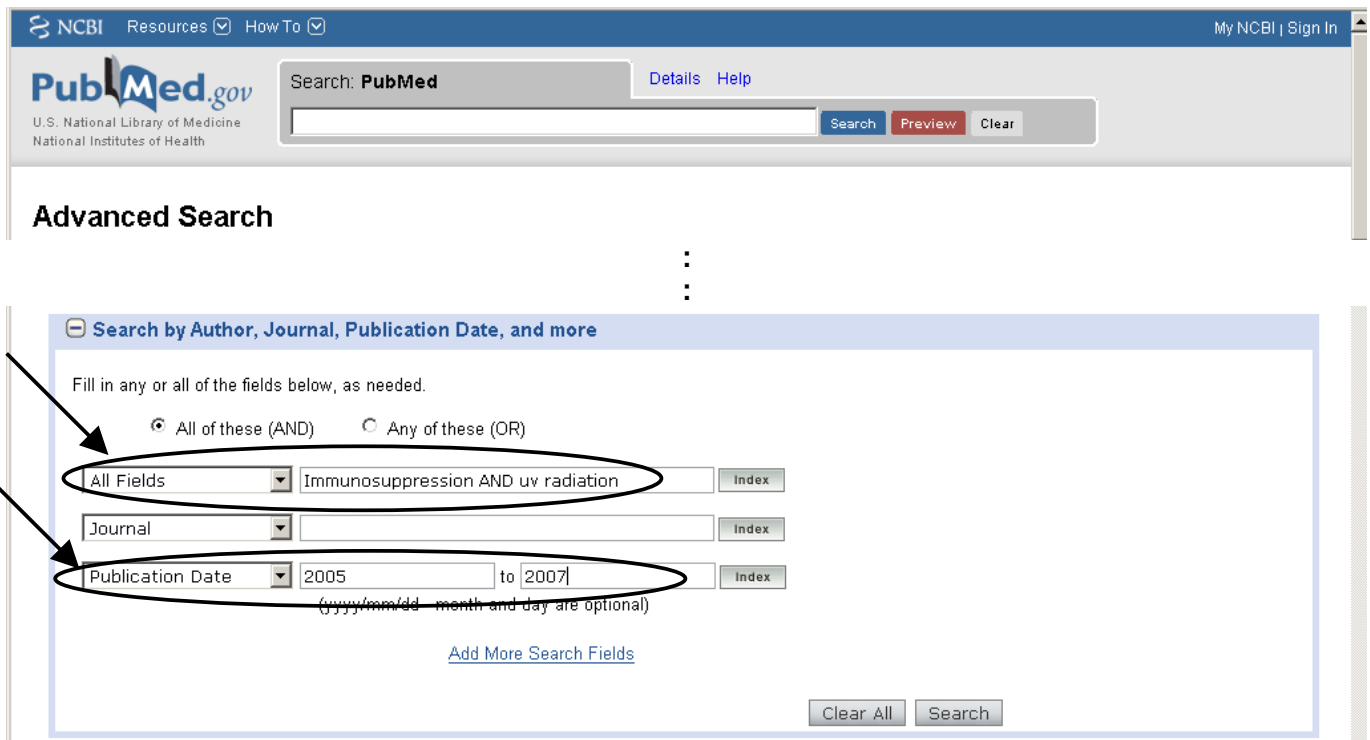 NCBI Resources How To My NCBI | Sign In
PubMed.gov
U.S. National Library of Medicine
National Institutes of Health
Search: PubMed Details Help
Search Preview Clear
Advanced Search
:
:
Search by Author, Journal, Publication Date, and more
Fill in any or all of the fields below, as needed.
All of these (AND) Any of these (OR)
All Fields Immunosuppression AND uv radiation Index
Journal Index
Publication Date 2005 to 2007 Index
(yyyy/mm/dd - month and day are optional)
Add More Search Fields
Clear All Search